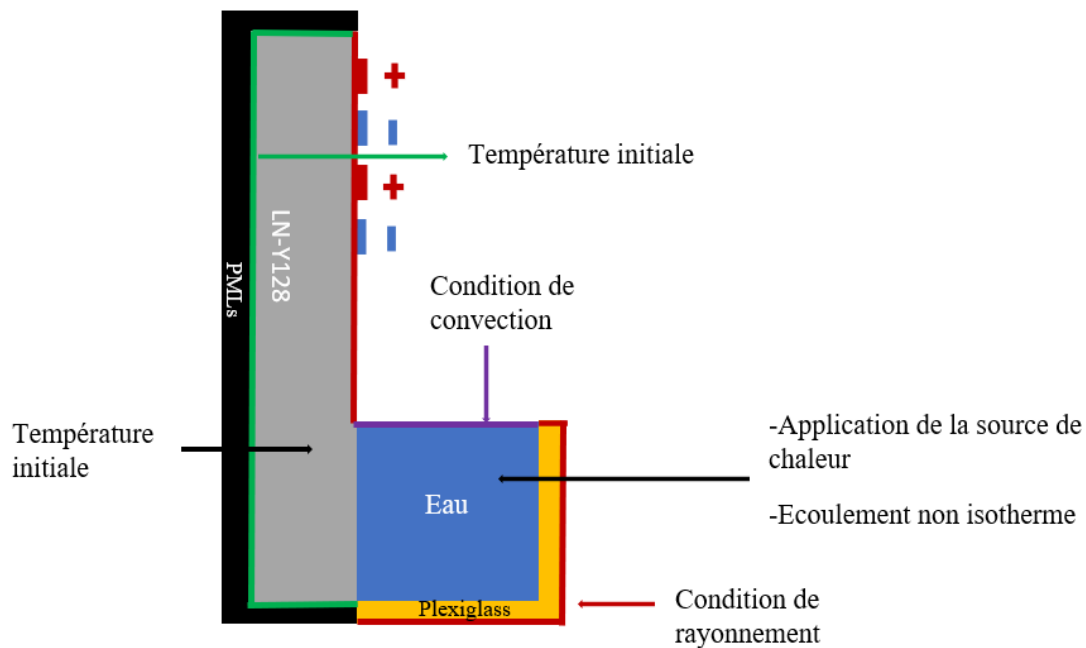 +
Température initiale
+
LN-Y128
PMLs
Condition de
convection
Température
initiale
-Application de la source de
chaleur
Eau
-Ecoulement non isotherme
Plexiglass
Condition de
rayonnement